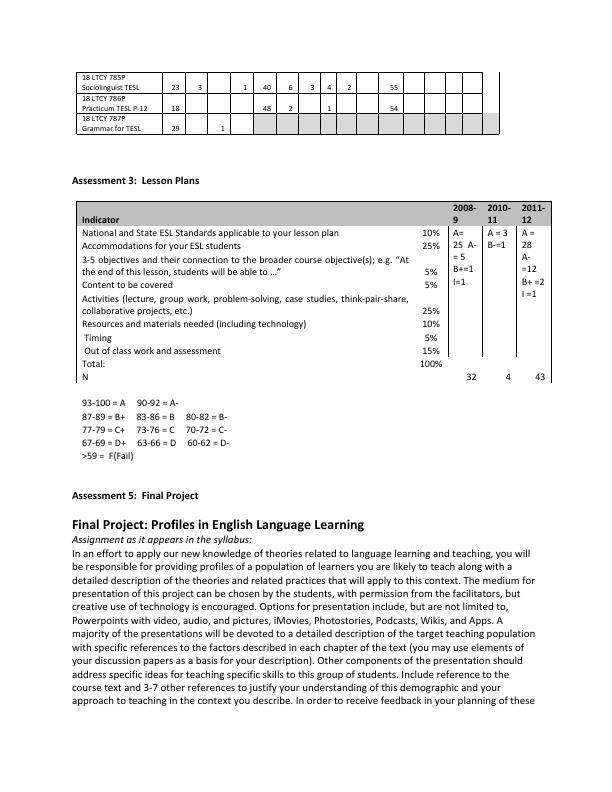 18 LTCY 785P
Sociolinguist TESL 23 3 1 40 6 3 4 2 55
18 LTCY 786P
Practicum TESL P-12 18 48 2 1 54
18 LTCY 787P
Grammar for TESL 29 1
Assessment 3:  Lesson Plans
Indicator 2008-9 2010-11 2011-12
National and State ESL Standards applicable to your lesson plan 10% A= A = 3 A =
Accommodations for your ESL students 25% 25 A- B-=1 28
3-5 objectives and their connection to the broader course objective(s); e.g. “At = 5 A-
the end of this lesson, students will be able to …” 5% B+=1 =12
Content to be covered 5% I=1 B+ =2
Activities (lecture, group work, problem-solving, case studies, think-pair-share, I =1
collaborative projects, etc.) 25%
Resources and materials needed (including technology) 10%
Timing 5%
Out of class work and assessment 15%
Total: 100%
N 32 4 43
93-100 = A 90-92 = A-
87-89 = B+ 83-86 = B 80-82 = B-
77-79 = C+ 73-76 = C 70-72 = C-
67-69 = D+ 63-66 = D 60-62 = D-
>59 = F(Fail)
Assessment 5:  Final Project
Final Project: Profiles in English Language Learning
Assignment as it appears in the syllabus:
In an effort to apply our new knowledge of theories related to language learning and teaching, you will
be responsible for providing profiles of a population of learners you are likely to teach along with a
detailed description of the theories and related practices that will apply to this context. The medium for
presentation of this project can be chosen by the students, with permission from the facilitators, but
creative use of technology is encouraged. Options for presentation include, but are not limited to,
Powerpoints with video, audio, and pictures, iMovies, Photostories, Podcasts, Wikis, and Apps. A
majority of the presentations will be devoted to a detailed description of the target teaching population
with specific references to the factors described in each chapter of the text (you may use elements of
your discussion papers as a basis for your description). Other components of the presentation should
address specific ideas for teaching specific skills to this group of students. Include reference to the
course text and 3-7 other references to justify your understanding of this demographic and your
approach to teaching in the context you describe. In order to receive feedback in your planning of these